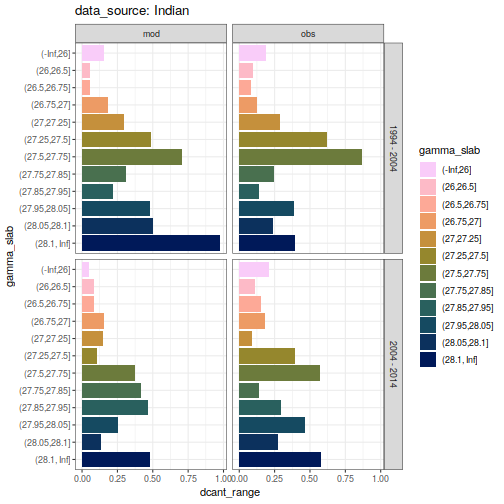 data_source: Indian
mod
obs
(-Inf,26]
(26,26.5]
(26.5,26.75]
(26.75,27]
(27,27.25]
(27.25,27.5]
(27.5,27.75]
(27.75,27.85]
(27.85,27.95]
(27.95,28.05]
(28.05,28.1]
(28.1, Inf]
1994 - 2004
(-Inf,26]
(26,26.5]
(26.5,26.75]
(26.75,27]
(27,27.25]
(27.25,27.5]
(27.5,27.75]
(27.75,27.85]
(27.85,27.95]
(27.95,28.05]
(28.05,28.1]
(28.1, Inf]
2004 - 2014
gamma_slab
0.00 0.25 0.50 0.75 1.00
0.00 0.25 0.50 0.75 1.00
dcant_range
gamma_slab
(-Inf,26]
(26,26.5]
(26.5,26.75]
(26.75,27]
(27,27.25]
(27.25,27.5]
(27.5,27.75]
(27.75,27.85]
(27.85,27.95]
(27.95,28.05]
(28.05,28.1]
(28.1, Inf]